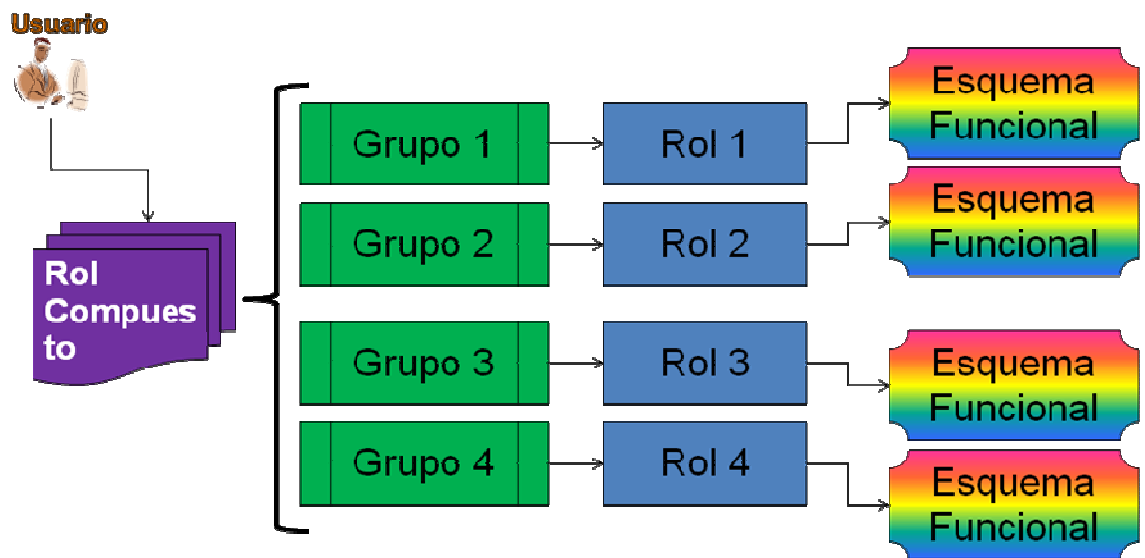 Usuario
Rol
Compues
to
Grupo 1
Rol 1
Esquema
Funcional
Grupo 2
Rol 2
Esquema
Funcional
Grupo 3
Rol 3
Esquema
Funcional
Grupo 4
Rol 4
Esquema
Funcional